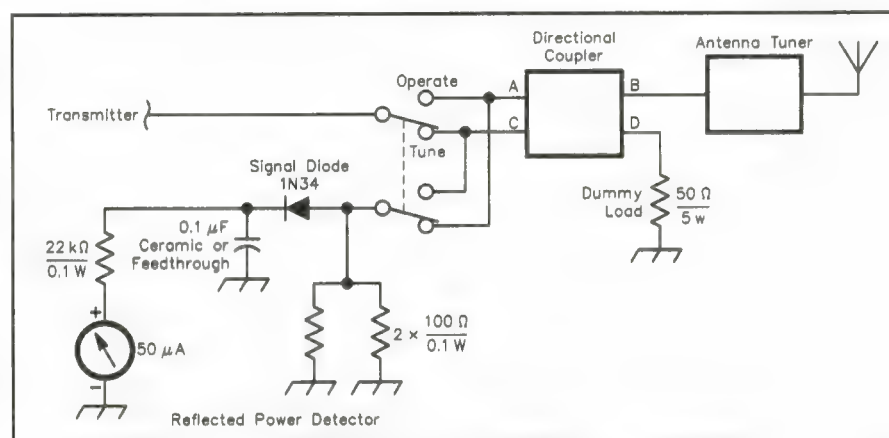 Directional
Coupler
Antenna Tuner
Operate
A
B
Transmitter
C
D
Tune
Signal Diode
1N34
Dummy
Load
50 Ω
5 w
0.1 μF
Ceramic or
Feedthrough
22 kΩ
0.1 W
+
50 μA
−
2 × 100 Ω
0.1 W
Reflected Power Detector